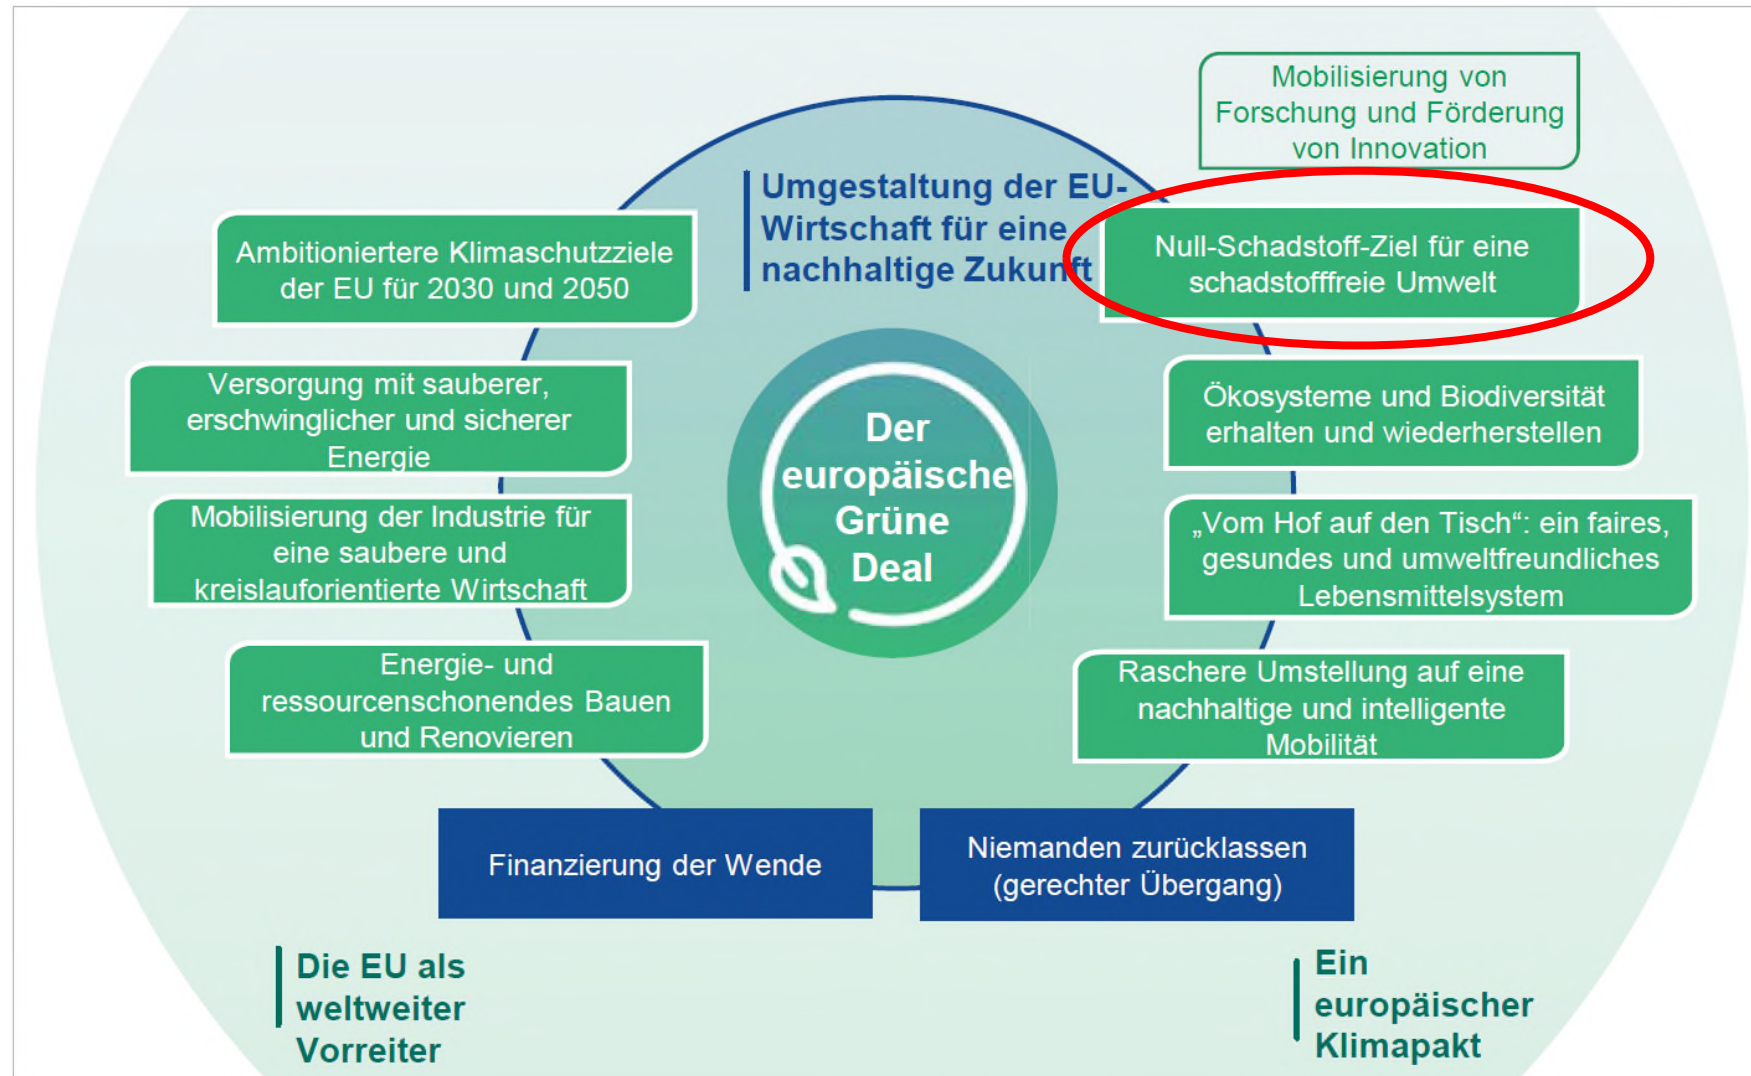 Mobilisierung von
Forschung und Förderung
von Innovation
Umgestaltung der EU-
Wirtschaft für eine
nachhaltige Zukunft
Ambitioniertere Klimaschutzziele
der EU für 2030 und 2050
Null-Schadstoff-Ziel für eine
schadstofffreie Umwelt
Versorgung mit sauberer,
erschwinglicher und sicherer
Energie
Ökosysteme und Biodiversität
erhalten und wiederherstellen
Der
europäische
Grüne
Deal
Mobilisierung der Industrie für
eine saubere und
kreislauforientierte Wirtschaft
„Vom Hof auf den Tisch“: ein faires,
gesundes und umweltfreundliches
Lebensmittelsystem
Energie- und
ressourcenschonendes Bauen
und Renovieren
Raschere Umstellung auf eine
nachhaltige und intelligente
Mobilität
Finanzierung der Wende
Niemanden zurücklassen
(gerechter Übergang)
Die EU als
weltweiter
Vorreiter
Ein
europäischer
Klimapakt